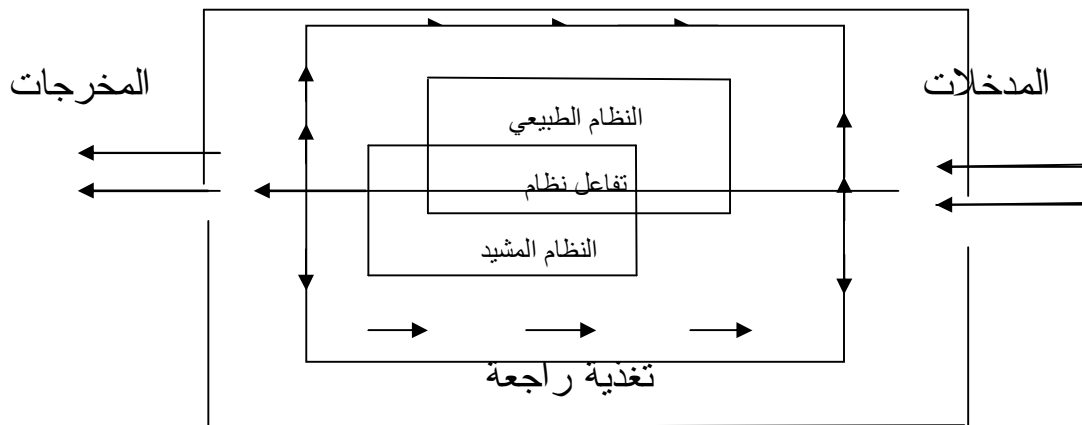 المدخلات
المخرجات
النظام الطبيعي
تفاعل نظام
النظام المشيد
تغذية راجعة